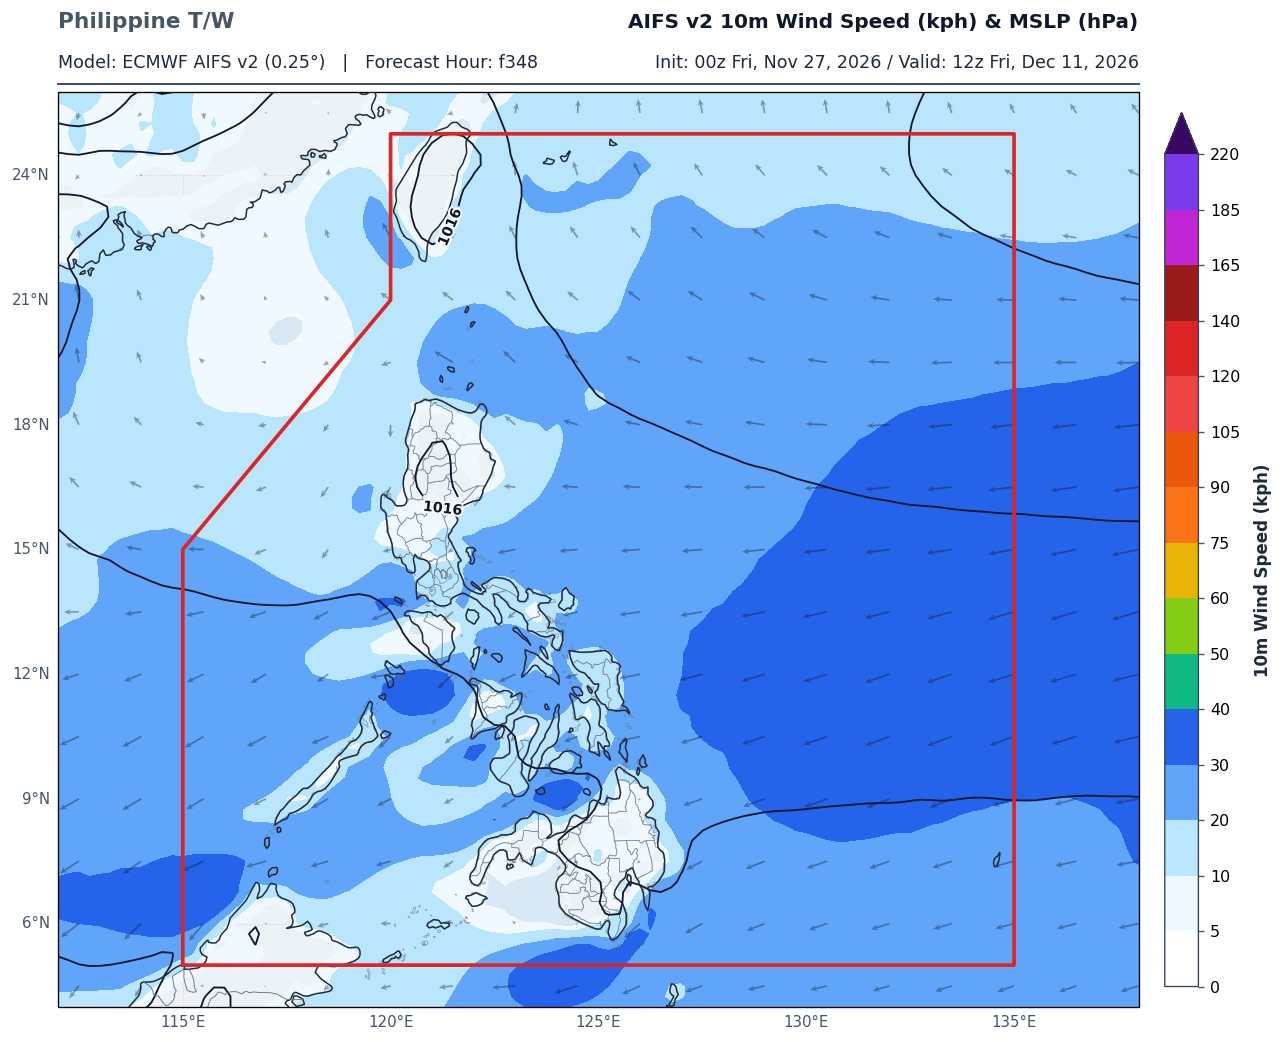 Philippine T/W
AIFS v2 10m Wind Speed (kph) & MSLP (hPa)
Model: ECMWF AIFS v2 (0.25°) | Forecast Hour: f348
Init: 00z Fri, Nov 27, 2026 / Valid: 12z Fri, Dec 11, 2026
24°N
21°N
18°N
15°N
12°N
9°N
6°N
1016
1016
115°E
120°E
125°E
130°E
135°E
220
185
165
140
120
105
90
75
60
50
40
30
20
10
5
0
10m Wind Speed (kph)